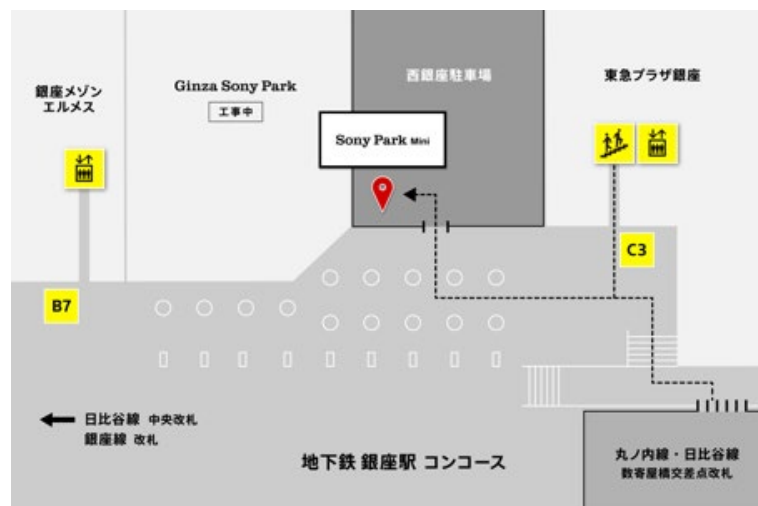 西銀座駐車場
東急プラザ銀座
Ginza Sony Park
銀座メゾン
エルメス
工事中
Sony Park Mini
C3
B7
日比谷線 中央改札
銀座線 改札
地下鉄 銀座駅 コンコース
丸ノ内線・日比谷線
数寄屋橋交差点改札